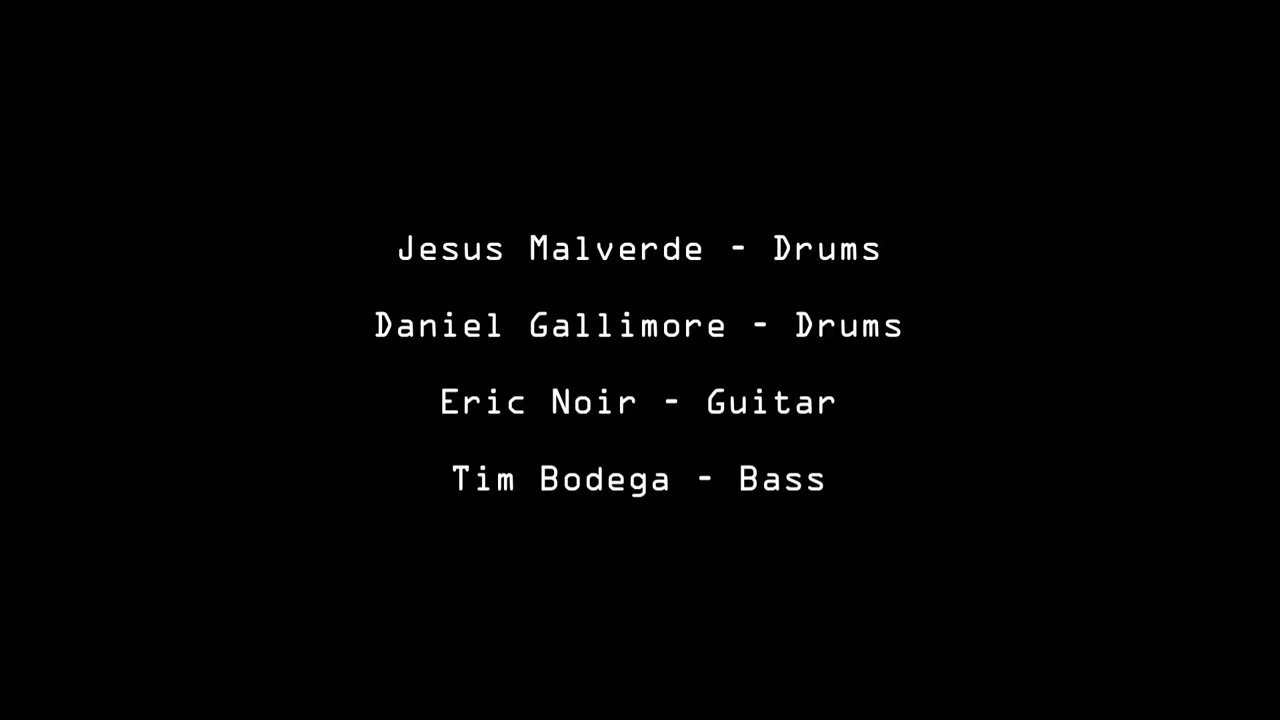 Jesus Malverde - Drums
Daniel Gallimore - Drums
Eric Noir - Guitar
Tim Bodega - Bass